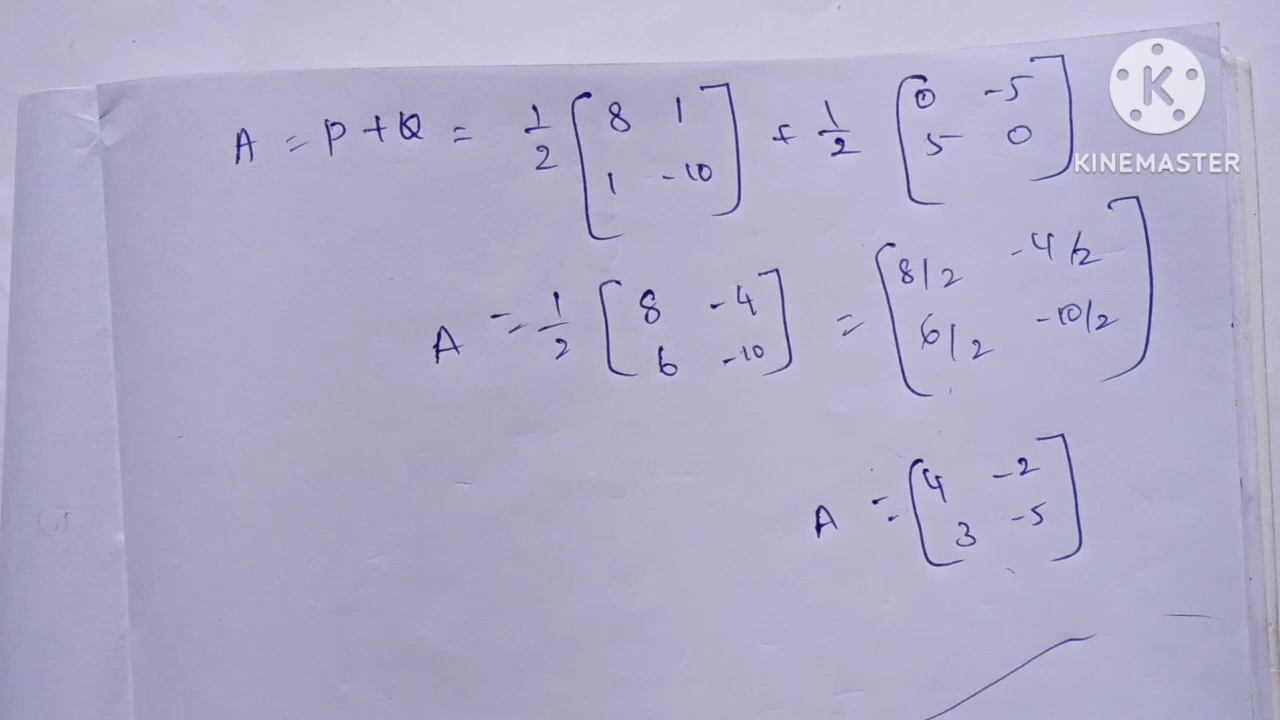 A = P + Q = 1/2 [8 1; 1 -10] + 1/2 [0 -5; 5 0]
K
KINEMASTER
A = 1/2 [8 -4; 6 -10] = [8/2 -4/2; 6/2 -10/2]
A = [4 -2; 3 -5]